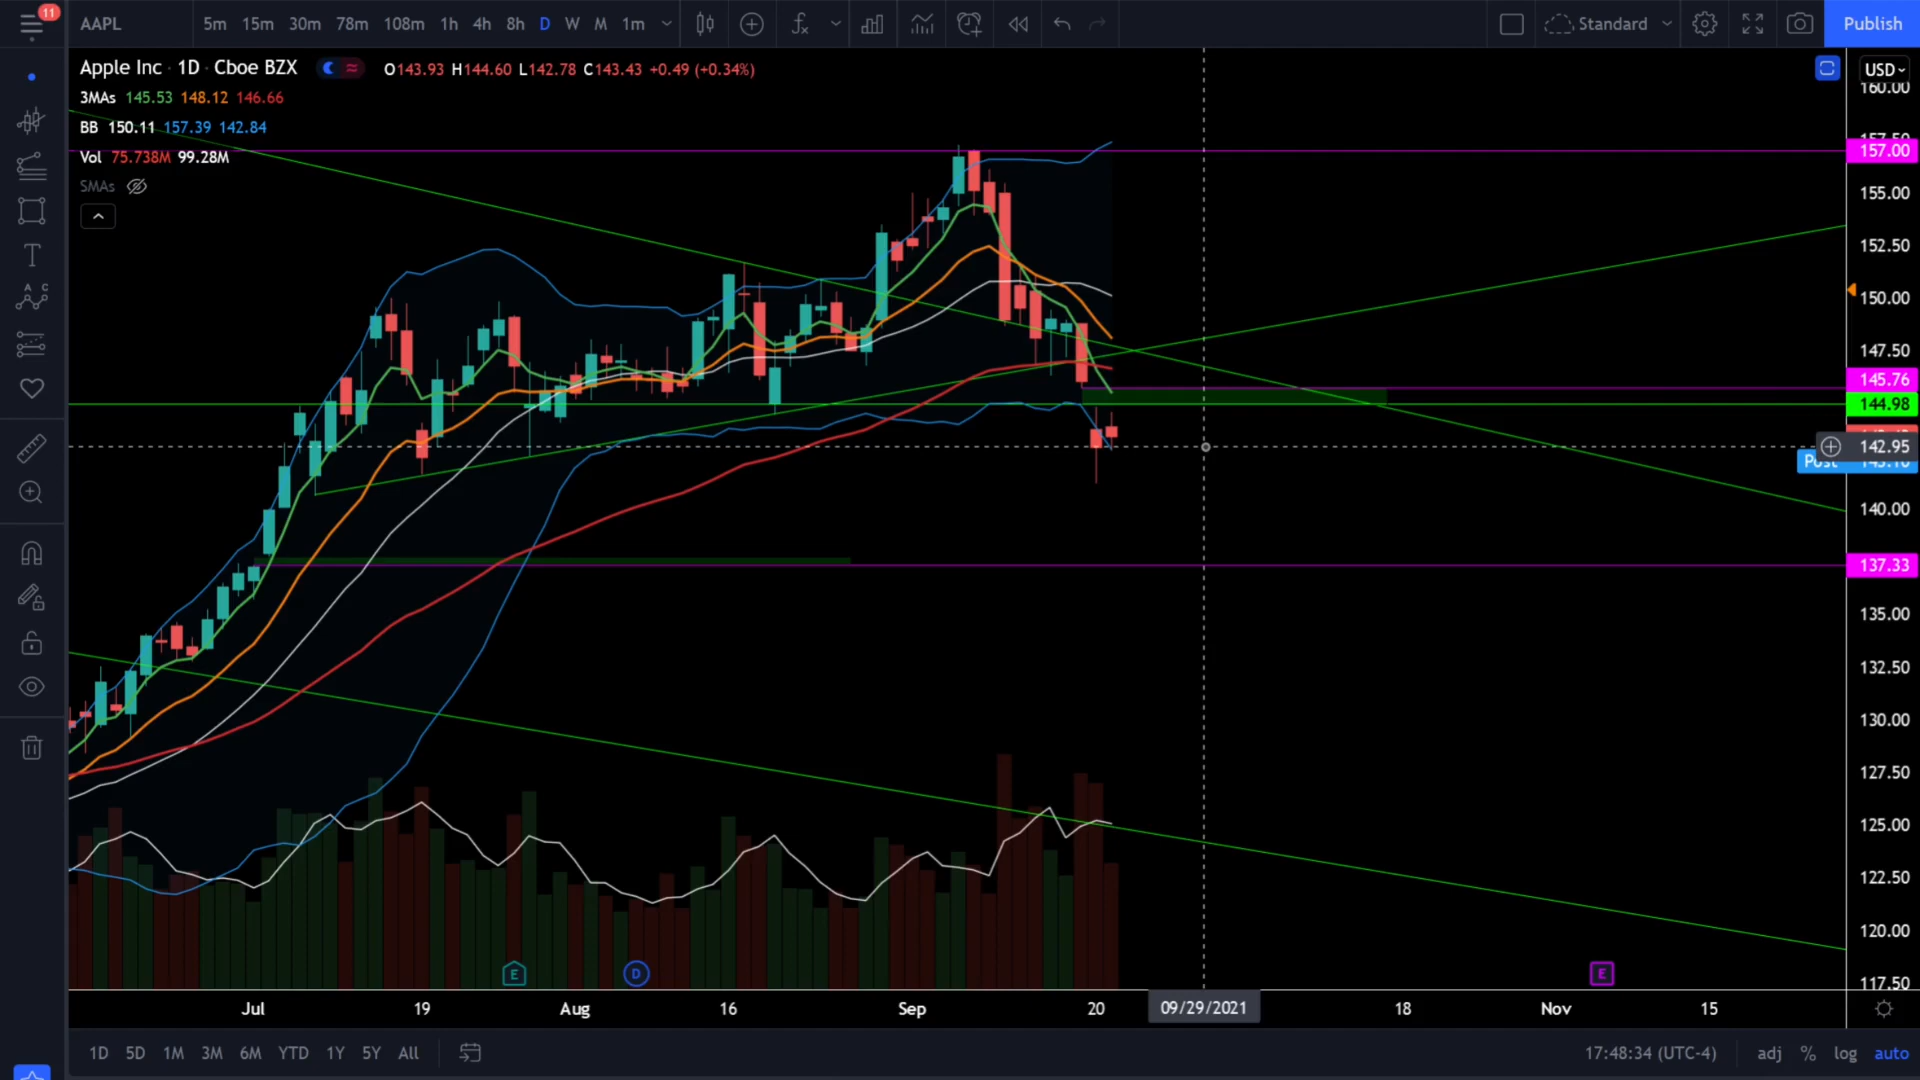 11
AAPL 5m 15m 30m 78m 108m 1h 4h 8h D W M 1m Standard Publish
Apple Inc · 1D · Cboe BZX O143.93 H144.60 L142.78 C143.43 +0.49 (+0.34%)
USD
3MAs 145.53 148.12 146.66
BB 150.11 157.39 142.84
Vol 75.738M 99.28M
SMAs
160.00
157.50
157.00
155.00
152.50
150.00
147.50
145.76
144.98
142.95
Post
140.00
137.33
135.00
132.50
130.00
127.50
125.00
122.50
120.00
117.50
A C
T
E D E
Jul 19 Aug 16 Sep 20 09/29/2021 18 Nov 15
1D 5D 1M 3M 6M YTD 1Y 5Y All 17:48:34 (UTC-4) adj % log auto